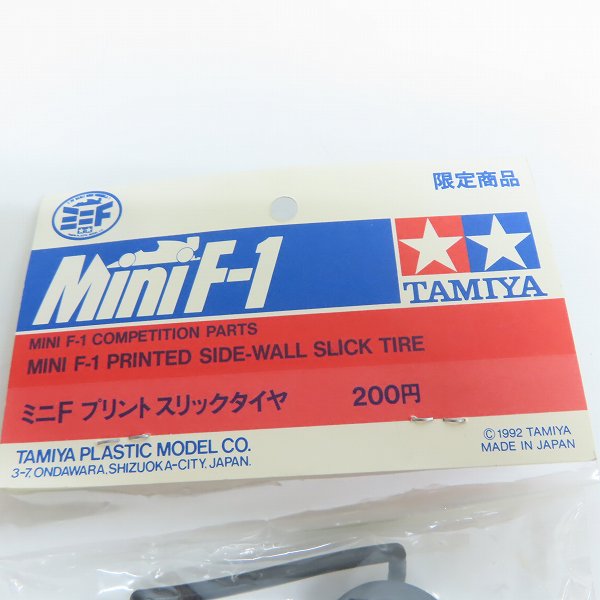 限定商品
ミニF
Mini F-1
TAMIYA
MINI F-1 COMPETITION PARTS
MINI F-1 PRINTED SIDE-WALL SLICK TIRE
ミニF プリントスリックタイヤ 200円
TAMIYA PLASTIC MODEL CO.
3-7, ONDAWARA, SHIZUOKA-CITY, JAPAN.
© 1992 TAMIYA
MADE IN JAPAN